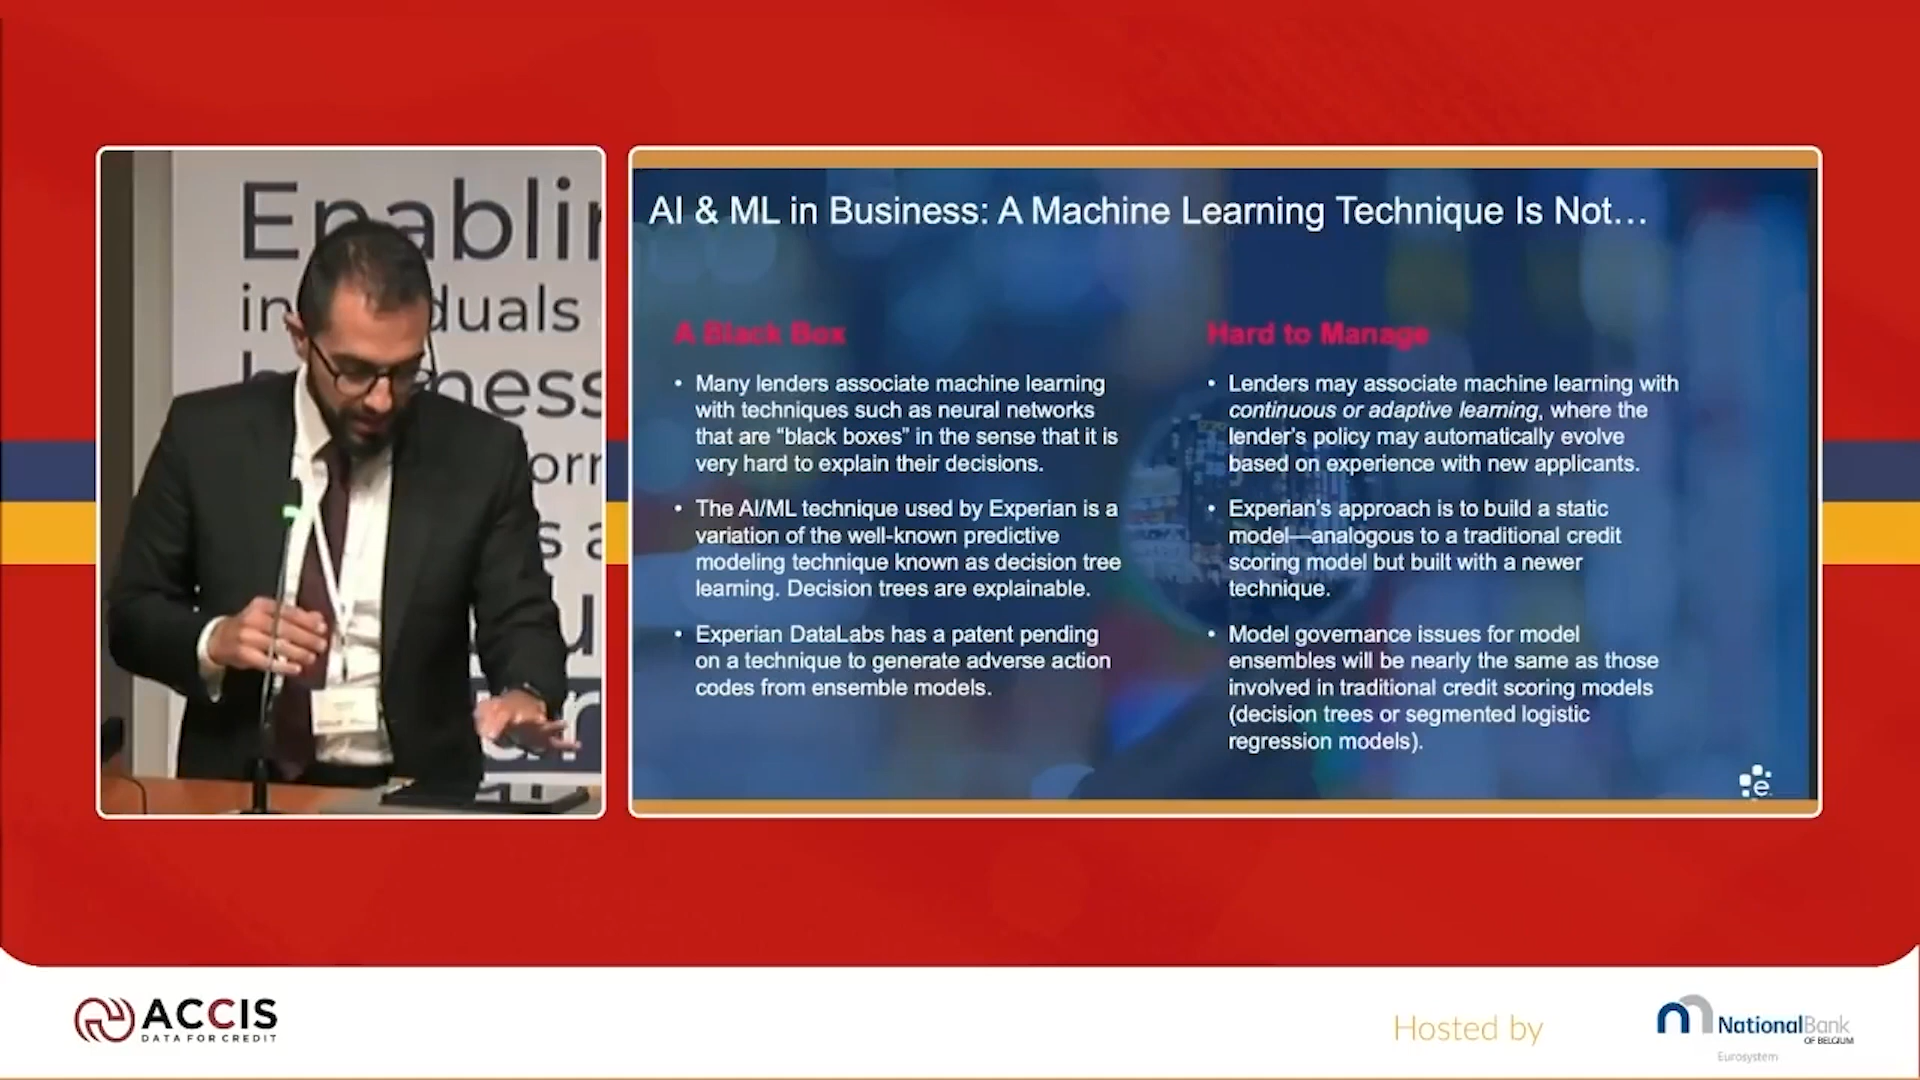 Enablin
in duals
ness
orn
s a
AI & ML in Business: A Machine Learning Technique Is Not…
A Black Box
• Many lenders associate machine learning
with techniques such as neural networks
that are “black boxes” in the sense that it is
very hard to explain their decisions.
• The AI/ML technique used by Experian is a
variation of the well-known predictive
modeling technique known as decision tree
learning. Decision trees are explainable.
• Experian DataLabs has a patent pending
on a technique to generate adverse action
codes from ensemble models.
Hard to Manage
• Lenders may associate machine learning with
continuous or adaptive learning, where the
lender’s policy may automatically evolve
based on experience with new applicants.
• Experian’s approach is to build a static
model—analogous to a traditional credit
scoring model but built with a newer
technique.
• Model governance issues for model
ensembles will be nearly the same as those
involved in traditional credit scoring models
(decision trees or segmented logistic
regression models).
e
ACCIS
DATA FOR CREDIT
Hosted by
NationalBank
OF BELGIUM
Eurosystem